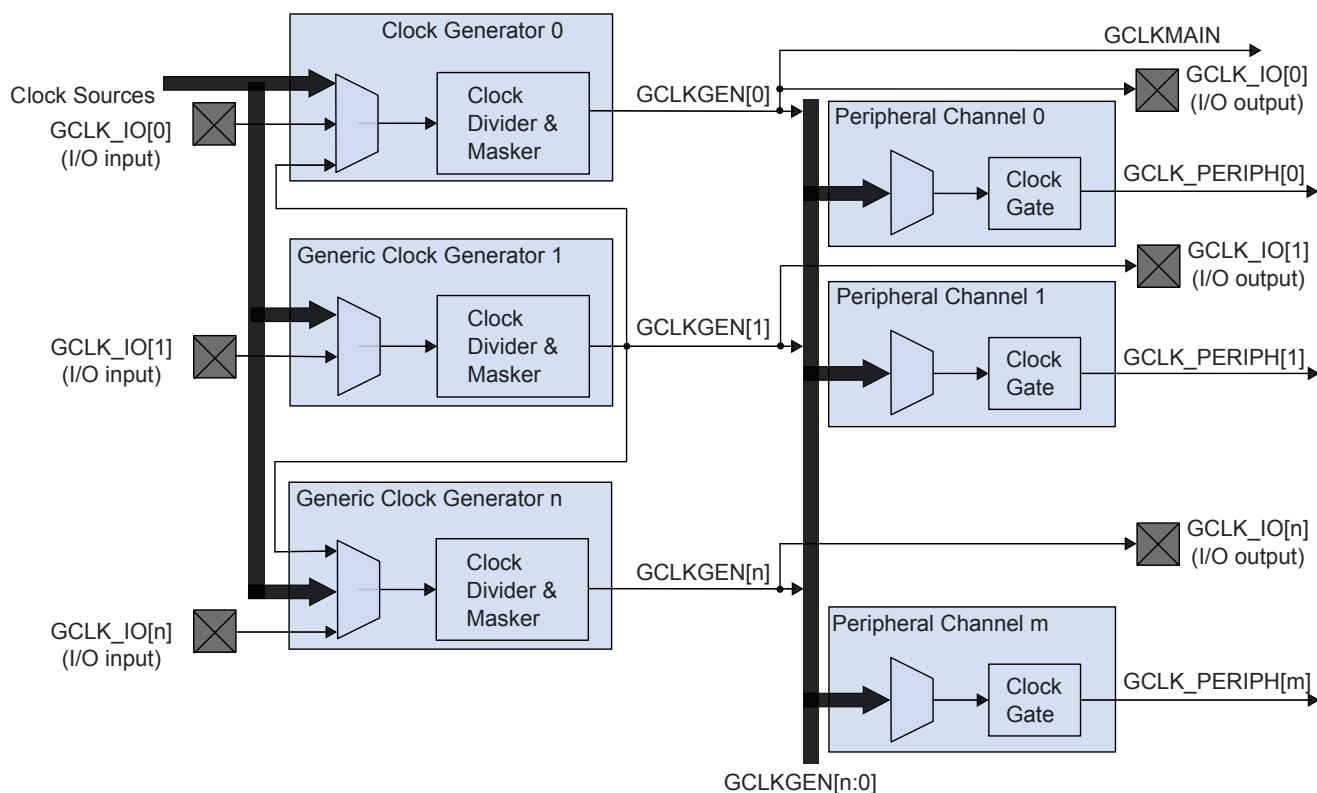 Clock Generator 0
GCLKMAIN
Clock Sources
GCLK_IO[0]
(I/O input)
Clock
Divider &
Masker
GCLKGEN[0]
GCLK_IO[0]
(I/O output)
Peripheral Channel 0
Clock
Gate
GCLK_PERIPH[0]
Generic Clock Generator 1
GCLK_IO[1]
(I/O input)
Clock
Divider &
Masker
GCLKGEN[1]
GCLK_IO[1]
(I/O output)
Peripheral Channel 1
Clock
Gate
GCLK_PERIPH[1]
Generic Clock Generator n
GCLK_IO[n]
(I/O input)
Clock
Divider &
Masker
GCLKGEN[n]
GCLK_IO[n]
(I/O output)
Peripheral Channel m
Clock
Gate
GCLK_PERIPH[m]
GCLKGEN[n:0]